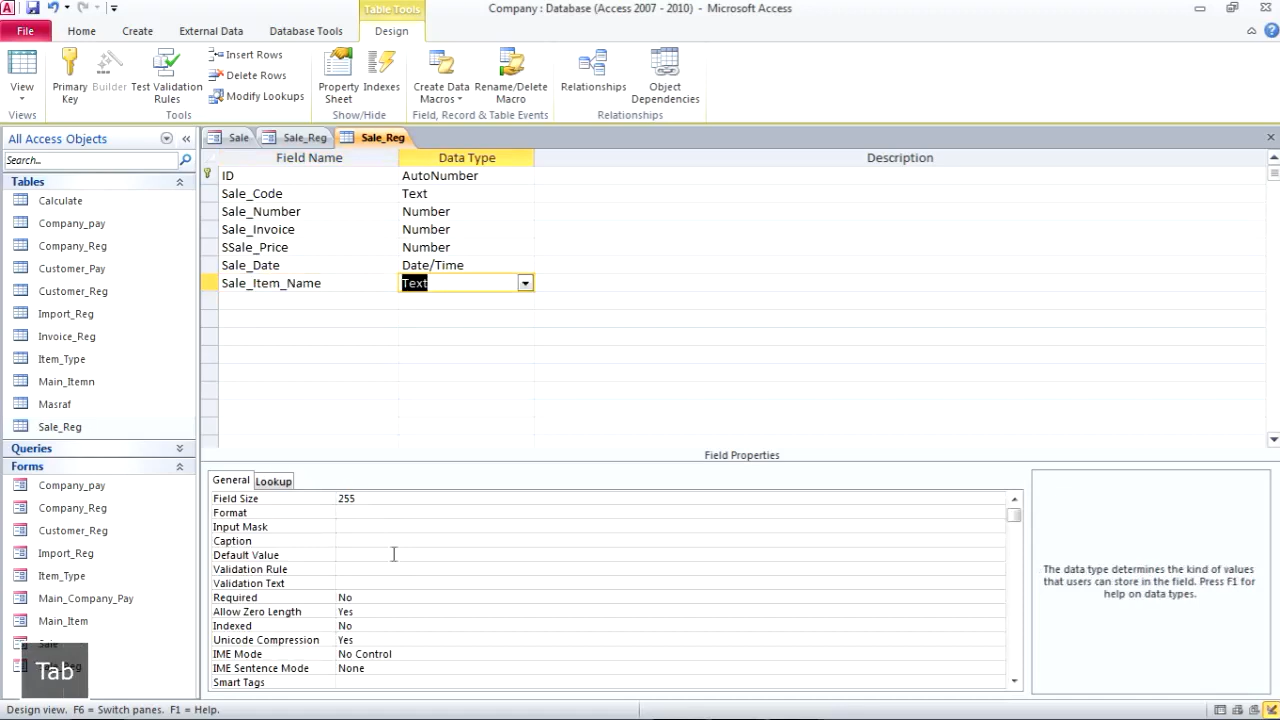 Table Tools
Company : Database (Access 2007 - 2010) - Microsoft Access
File
Home
Create
External Data
Database Tools
Design
View
Primary Key
Builder
Test Validation Rules
Insert Rows
Delete Rows
Modify Lookups
Property Sheet
Indexes
Create Data Macros
Rename/Delete Macro
Relationships
Object Dependencies
Views
Tools
Show/Hide
Field, Record & Table Events
Relationships
All Access Objects
Search...
Tables
Calculate
Company_pay
Company_Reg
Customer_Pay
Customer_Reg
Import_Reg
Invoice_Reg
Item_Type
Main_Itemn
Masraf
Sale_Reg
Queries
Forms
Company_pay
Company_Reg
Customer_Reg
Import_Reg
Item_Type
Main_Company_Pay
Main_Item
Tab
Sale
Sale_Reg
Sale_Reg
Field Name Data Type Description
ID AutoNumber
Sale_Code Text
Sale_Number Number
Sale_Invoice Number
SSale_Price Number
Sale_Date Date/Time
Sale_Item_Name Text
Field Properties
General
Lookup
Field Size 255
Format
Input Mask
Caption
Default Value
Validation Rule
Validation Text
Required No
Allow Zero Length Yes
Indexed No
Unicode Compression Yes
IME Mode No Control
IME Sentence Mode None
Smart Tags
The data type determines the kind of values
that users can store in the field. Press F1 for
help on data types.
Design view. F6 = Switch panes. F1 = Help.